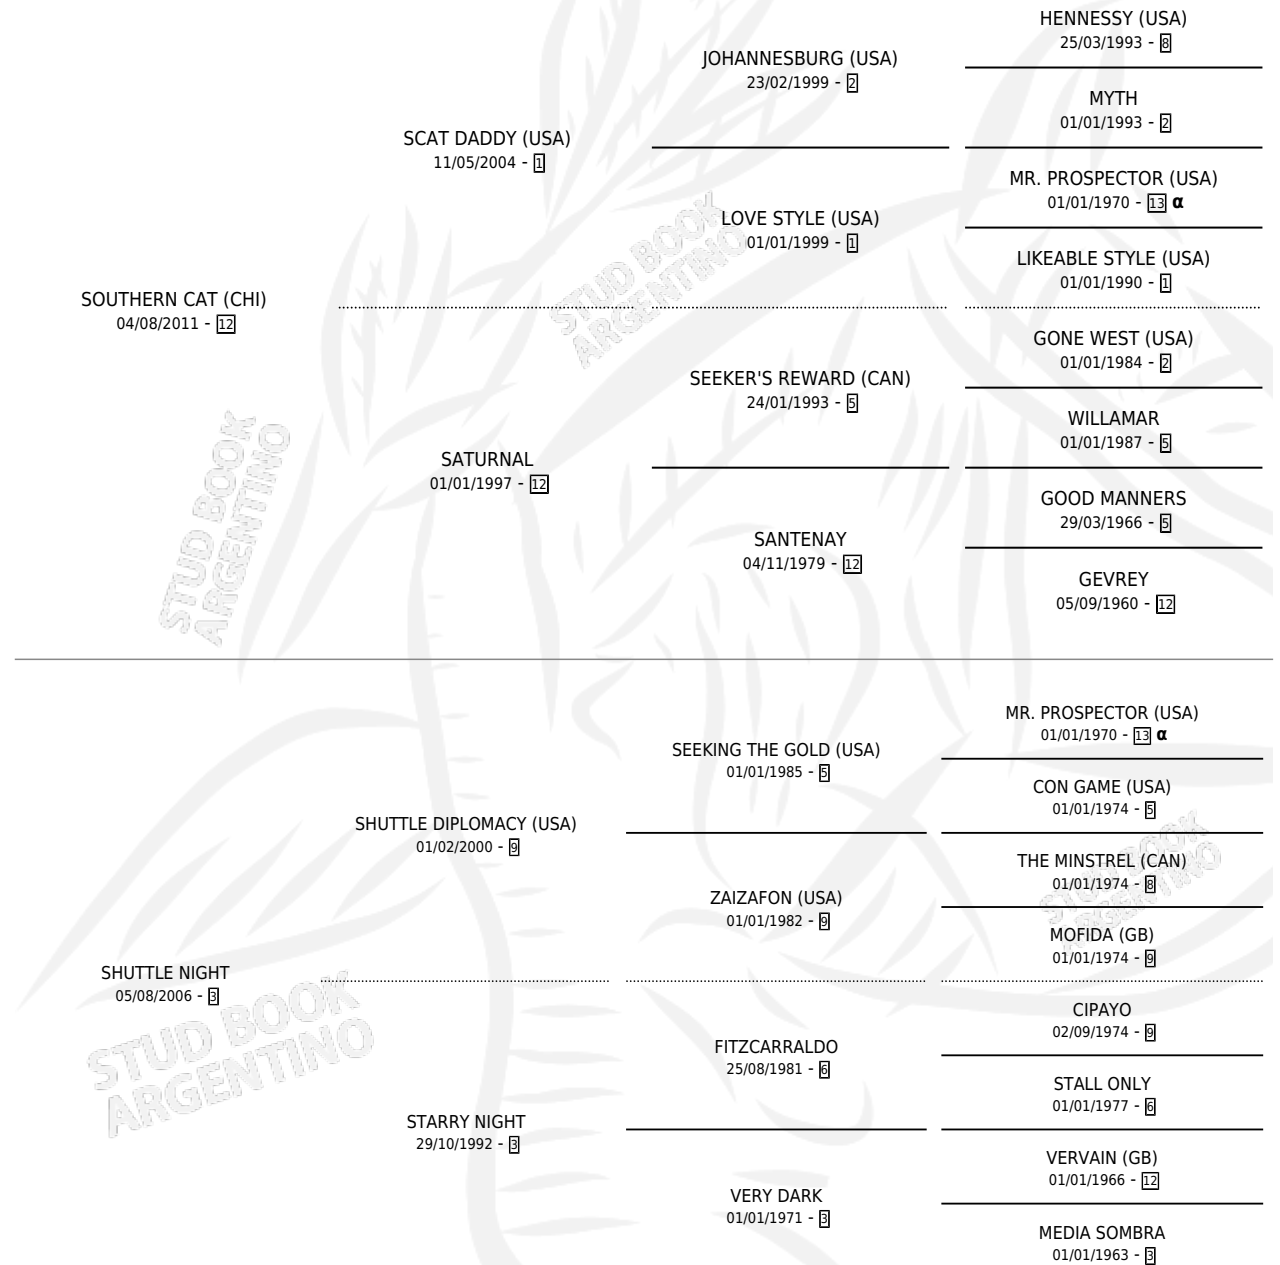 HENNESSY (USA)
25/03/1993 - 8
JOHANNESBURG (USA)
23/02/1999 - 2
MYTH
01/01/1993 - 2
SCAT DADDY (USA)
11/05/2004 - 1
MR. PROSPECTOR (USA)
01/01/1970 - 13 α
LOVE STYLE (USA)
01/01/1999 - 1
LIKEABLE STYLE (USA)
01/01/1990 - 1
SOUTHERN CAT (CHI)
04/08/2011 - 12
GONE WEST (USA)
01/01/1984 - 2
SEEKER'S REWARD (CAN)
24/01/1993 - 5
WILLAMAR
01/01/1987 - 5
SATURNAL
01/01/1997 - 12
GOOD MANNERS
29/03/1966 - 5
SANTENAY
04/11/1979 - 12
GEVREY
05/09/1960 - 12
MR. PROSPECTOR (USA)
01/01/1970 - 13 α
SEEKING THE GOLD (USA)
01/01/1985 - 5
CON GAME (USA)
01/01/1974 - 5
SHUTTLE DIPLOMACY (USA)
01/02/2000 - 9
THE MINSTREL (CAN)
01/01/1974 - 8
ZAIZAFON (USA)
01/01/1982 - 9
MOFIDA (GB)
01/01/1974 - 9
SHUTTLE NIGHT
05/08/2006 - 3
CIPAYO
02/09/1974 - 9
FITZCARRALDO
25/08/1981 - 6
STALL ONLY
01/01/1977 - 6
STARRY NIGHT
29/10/1992 - 3
VERVAIN (GB)
01/01/1966 - 12
VERY DARK
01/01/1971 - 3
MEDIA SOMBRA
01/01/1963 - 3
STUD BOOK
ARGENTINO
STUD BOOK
ARGENTINO
STUD BOOK
ARGENTINO
STUD BOOK
ARGENTINO